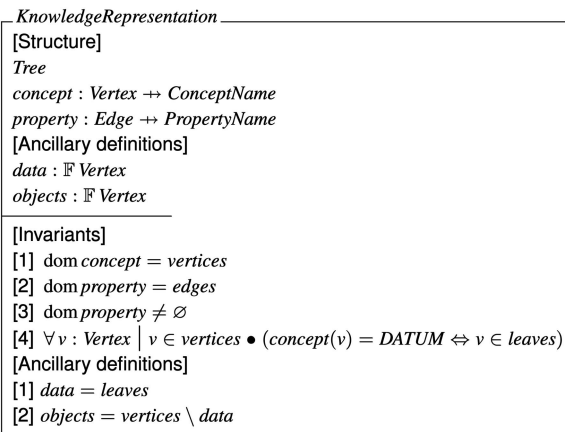 KnowledgeRepresentation
[Structure]
Tree
concept : Vertex ⇸ ConceptName
property : Edge ⇸ PropertyName
[Ancillary definitions]
data : 𝔽 Vertex
objects : 𝔽 Vertex
[Invariants]
[1] dom concept = vertices
[2] dom property = edges
[3] dom property ≠ ∅
[4] ∀ v : Vertex | v ∈ vertices • (concept(v) = DATUM ⇔ v ∈ leaves)
[Ancillary definitions]
[1] data = leaves
[2] objects = vertices \ data